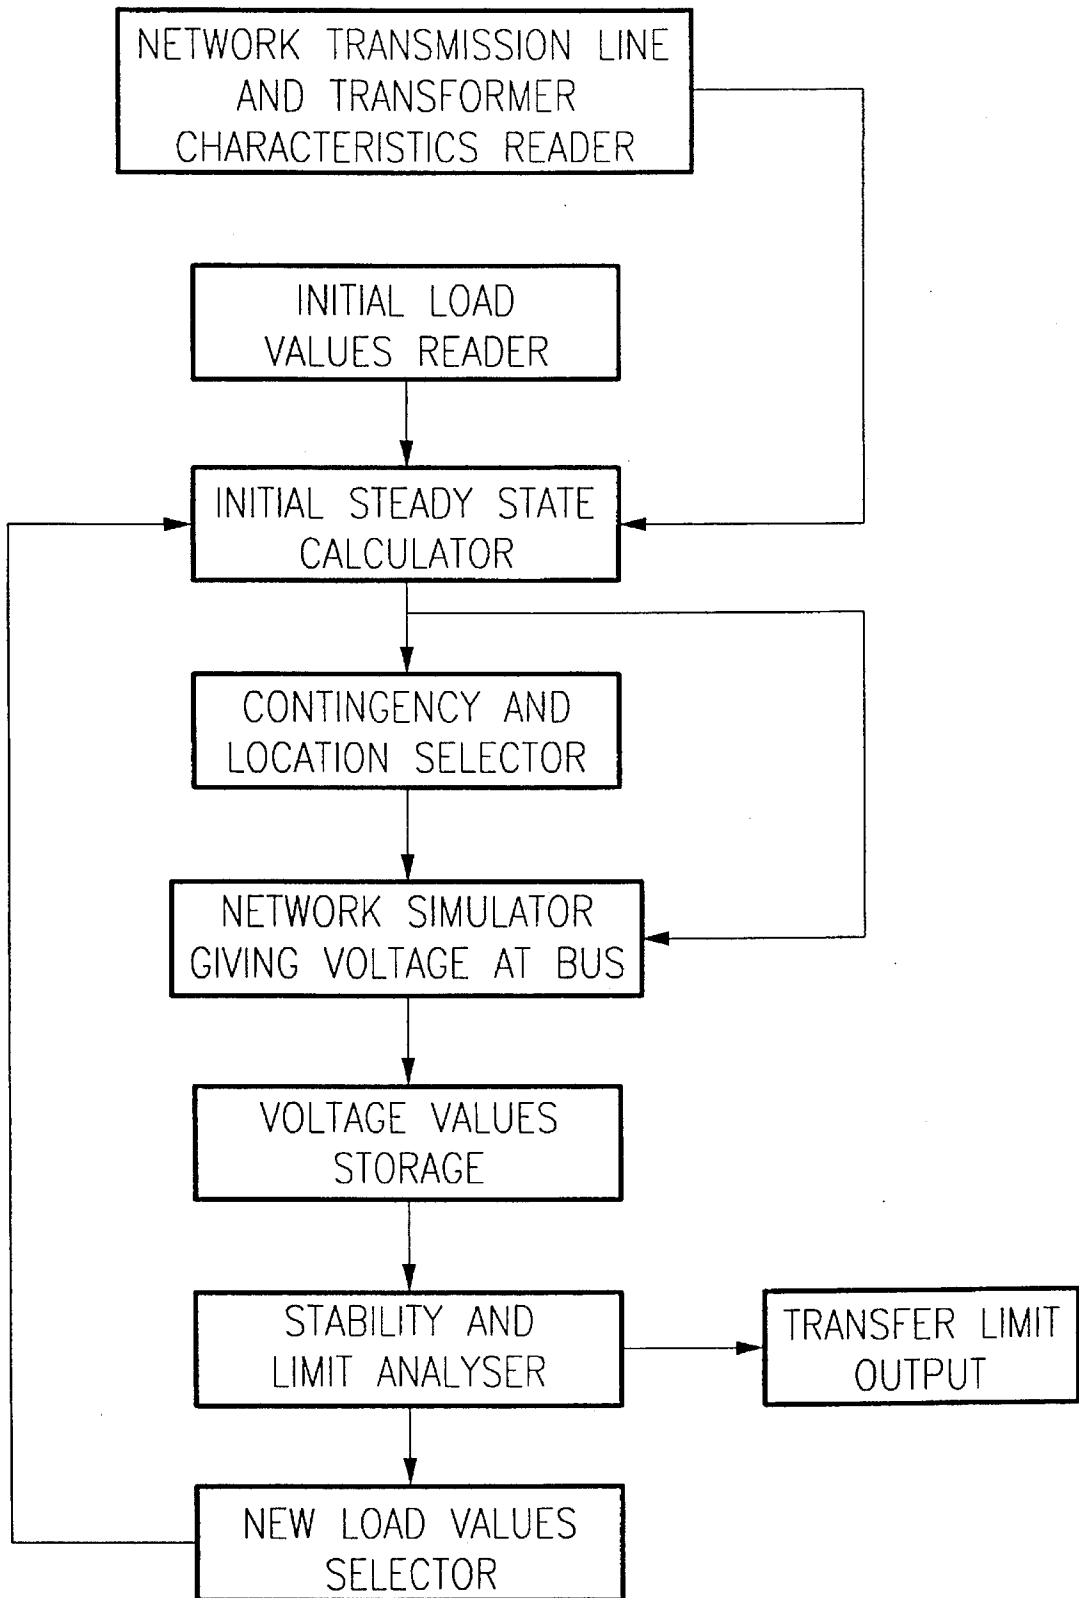 NETWORK TRANSMISSION LINE
AND TRANSFORMER
CHARACTERISTICS READER
INITIAL LOAD
VALUES READER
INITIAL STEADY STATE
CALCULATOR
CONTINGENCY AND
LOCATION SELECTOR
NETWORK SIMULATOR
GIVING VOLTAGE AT BUS
VOLTAGE VALUES
STORAGE
STABILITY AND
LIMIT ANALYSER
TRANSFER LIMIT
OUTPUT
NEW LOAD VALUES
SELECTOR